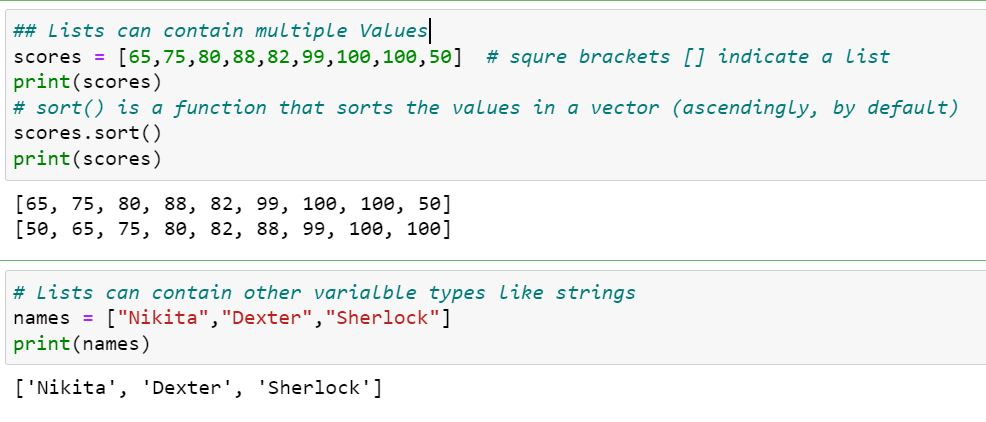 ## Lists can contain multiple Values
scores = [65,75,80,88,82,99,100,100,50]  # squre brackets [] indicate a list
print(scores)
# sort() is a function that sorts the values in a vector (ascendingly, by default)
scores.sort()
print(scores)
[65, 75, 80, 88, 82, 99, 100, 100, 50]
[50, 65, 75, 80, 82, 88, 99, 100, 100]
# Lists can contain other varialble types like strings
names = ["Nikita","Dexter","Sherlock"]
print(names)
['Nikita', 'Dexter', 'Sherlock']